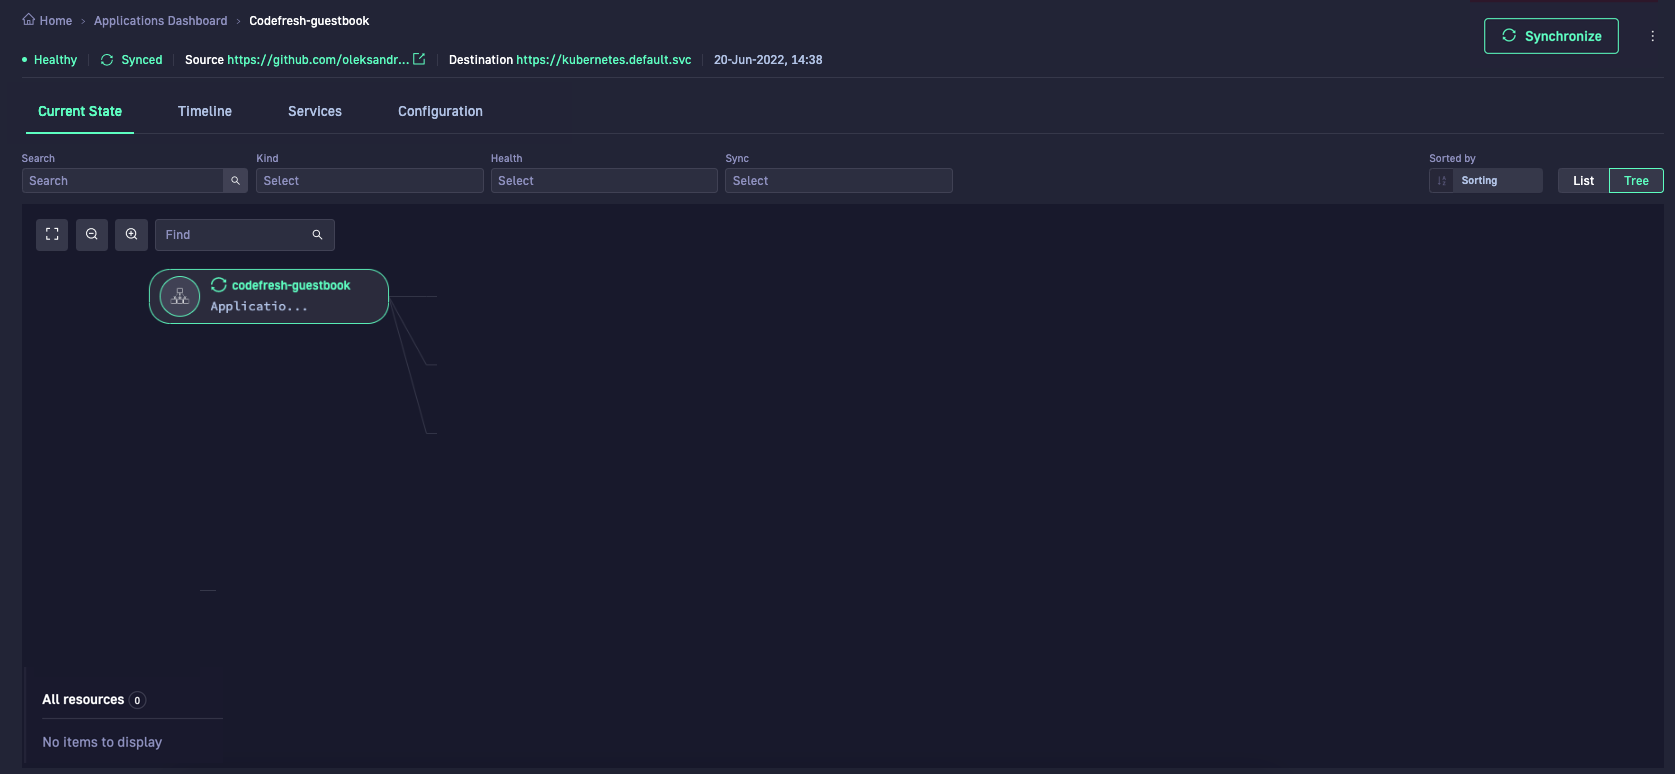 Home > Applications Dashboard > Codefresh-guestbook
Synchronize
Healthy Synced Source https://github.com/oleksandr... Destination https://kubernetes.default.svc 20-Jun-2022, 14:38
Current State Timeline Services Configuration
Search Kind Health Sync Sorted by
Search Select Select Select Sorting List Tree
Find
codefresh-guestbook
Applicatio...
All resources 0
No items to display